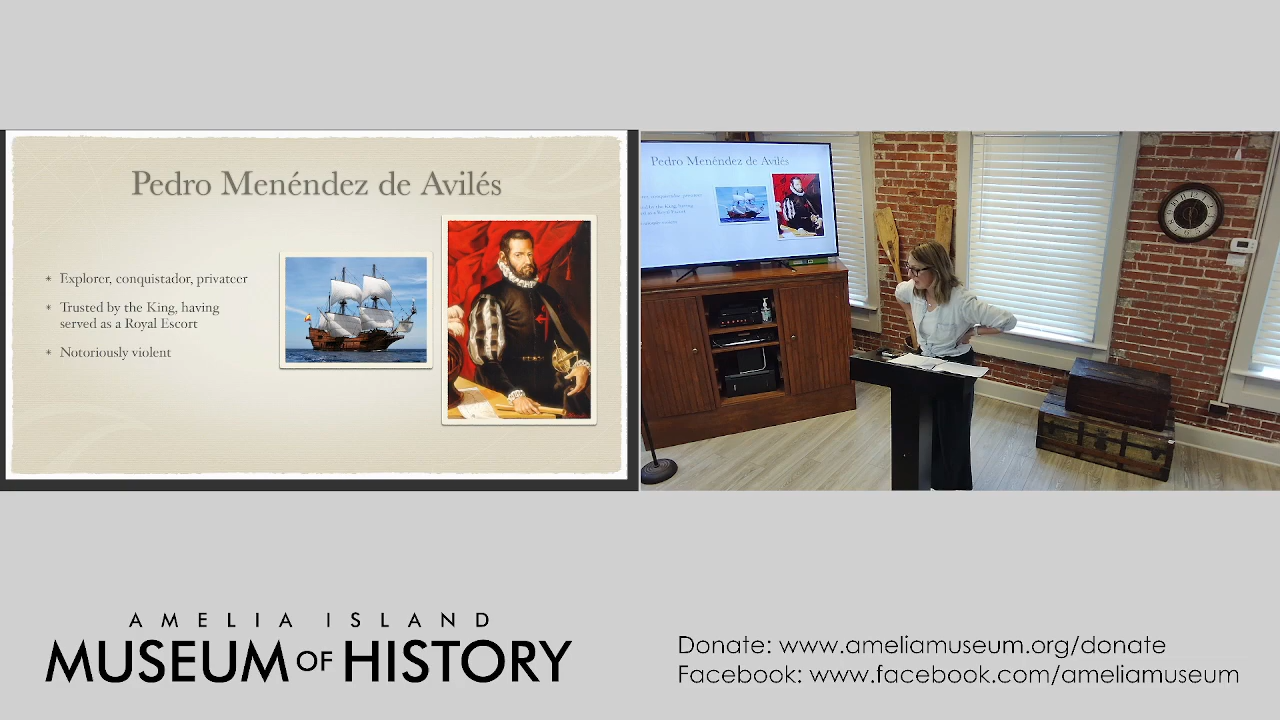 Pedro Menéndez de Avilés
* Explorer, conquistador, privateer
* Trusted by the King, having
served as a Royal Escort
* Notoriously violent
Pedro Menéndez de Avilés
AMELIA ISLAND
MUSEUM OF HISTORY
Donate: www.ameliamuseum.org/donate
Facebook: www.facebook.com/ameliamuseum